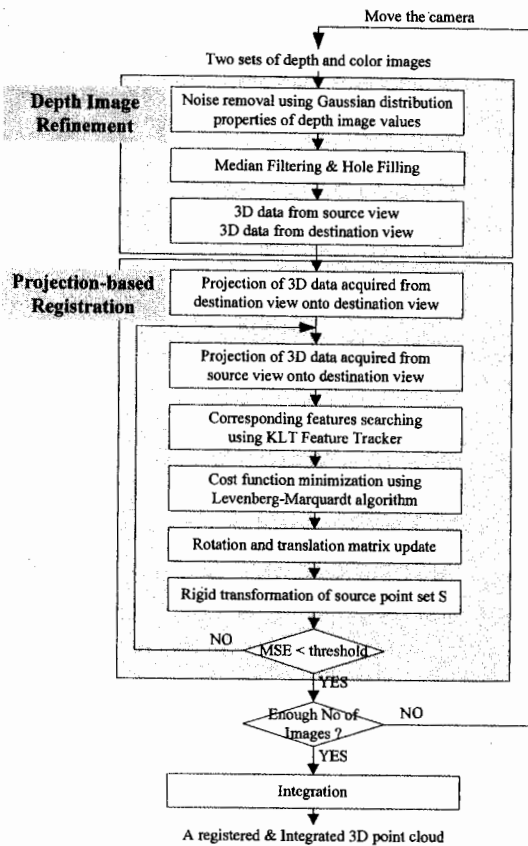 Move the camera
Two sets of depth and color images
Depth Image
Refinement
Noise removal using Gaussian distribution
properties of depth image values
Median Filtering & Hole Filling
3D data from source view
3D data from destination view
Projection-based
Registration
Projection of 3D data acquired from
destination view onto destination view
Projection of 3D data acquired from
source view onto destination view
Corresponding features searching
using KLT Feature Tracker
Cost function minimization using
Levenberg-Marquardt algorithm
Rotation and translation matrix update
Rigid transformation of source point set S
NO
MSE < threshold
YES
Enough No of
Images ?
NO
YES
Integration
A registered & Integrated 3D point cloud